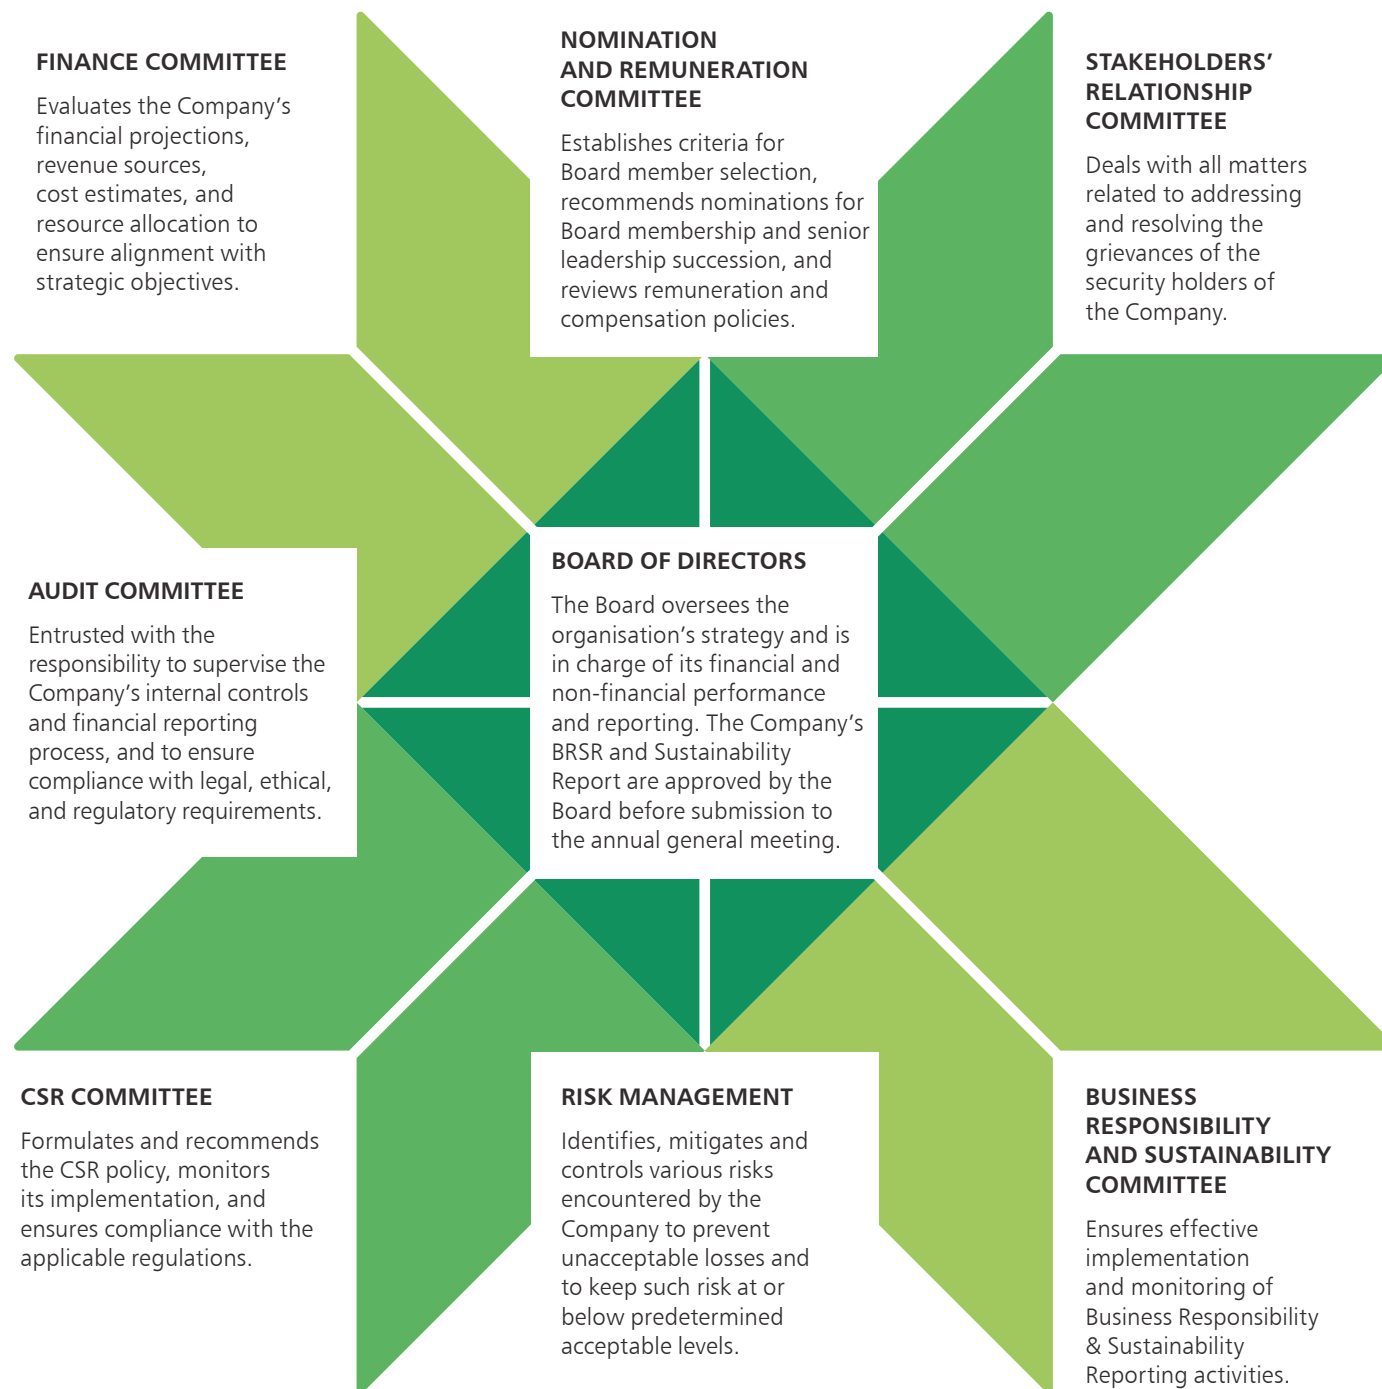 FINANCE COMMITTEE
Evaluates the Company’s
financial projections,
revenue sources,
cost estimates, and
resource allocation to
ensure alignment with
strategic objectives.
NOMINATION
AND REMUNERATION
COMMITTEE
Establishes criteria for
Board member selection,
recommends nominations for
Board membership and senior
leadership succession, and
reviews remuneration and
compensation policies.
STAKEHOLDERS’
RELATIONSHIP
COMMITTEE
Deals with all matters
related to addressing
and resolving the
grievances of the
security holders of
the Company.
AUDIT COMMITTEE
Entrusted with the
responsibility to supervise the
Company’s internal controls
and financial reporting
process, and to ensure
compliance with legal, ethical,
and regulatory requirements.
BOARD OF DIRECTORS
The Board oversees the
organisation’s strategy and is
in charge of its financial and
non-financial performance
and reporting. The Company’s
BRSR and Sustainability
Report are approved by the
Board before submission to
the annual general meeting.
CSR COMMITTEE
Formulates and recommends
the CSR policy, monitors
its implementation, and
ensures compliance with the
applicable regulations.
RISK MANAGEMENT
Identifies, mitigates and
controls various risks
encountered by the
Company to prevent
unacceptable losses and
to keep such risk at or
below predetermined
acceptable levels.
BUSINESS
RESPONSIBILITY
AND SUSTAINABILITY
COMMITTEE
Ensures effective
implementation
and monitoring of
Business Responsibility
& Sustainability
Reporting activities.